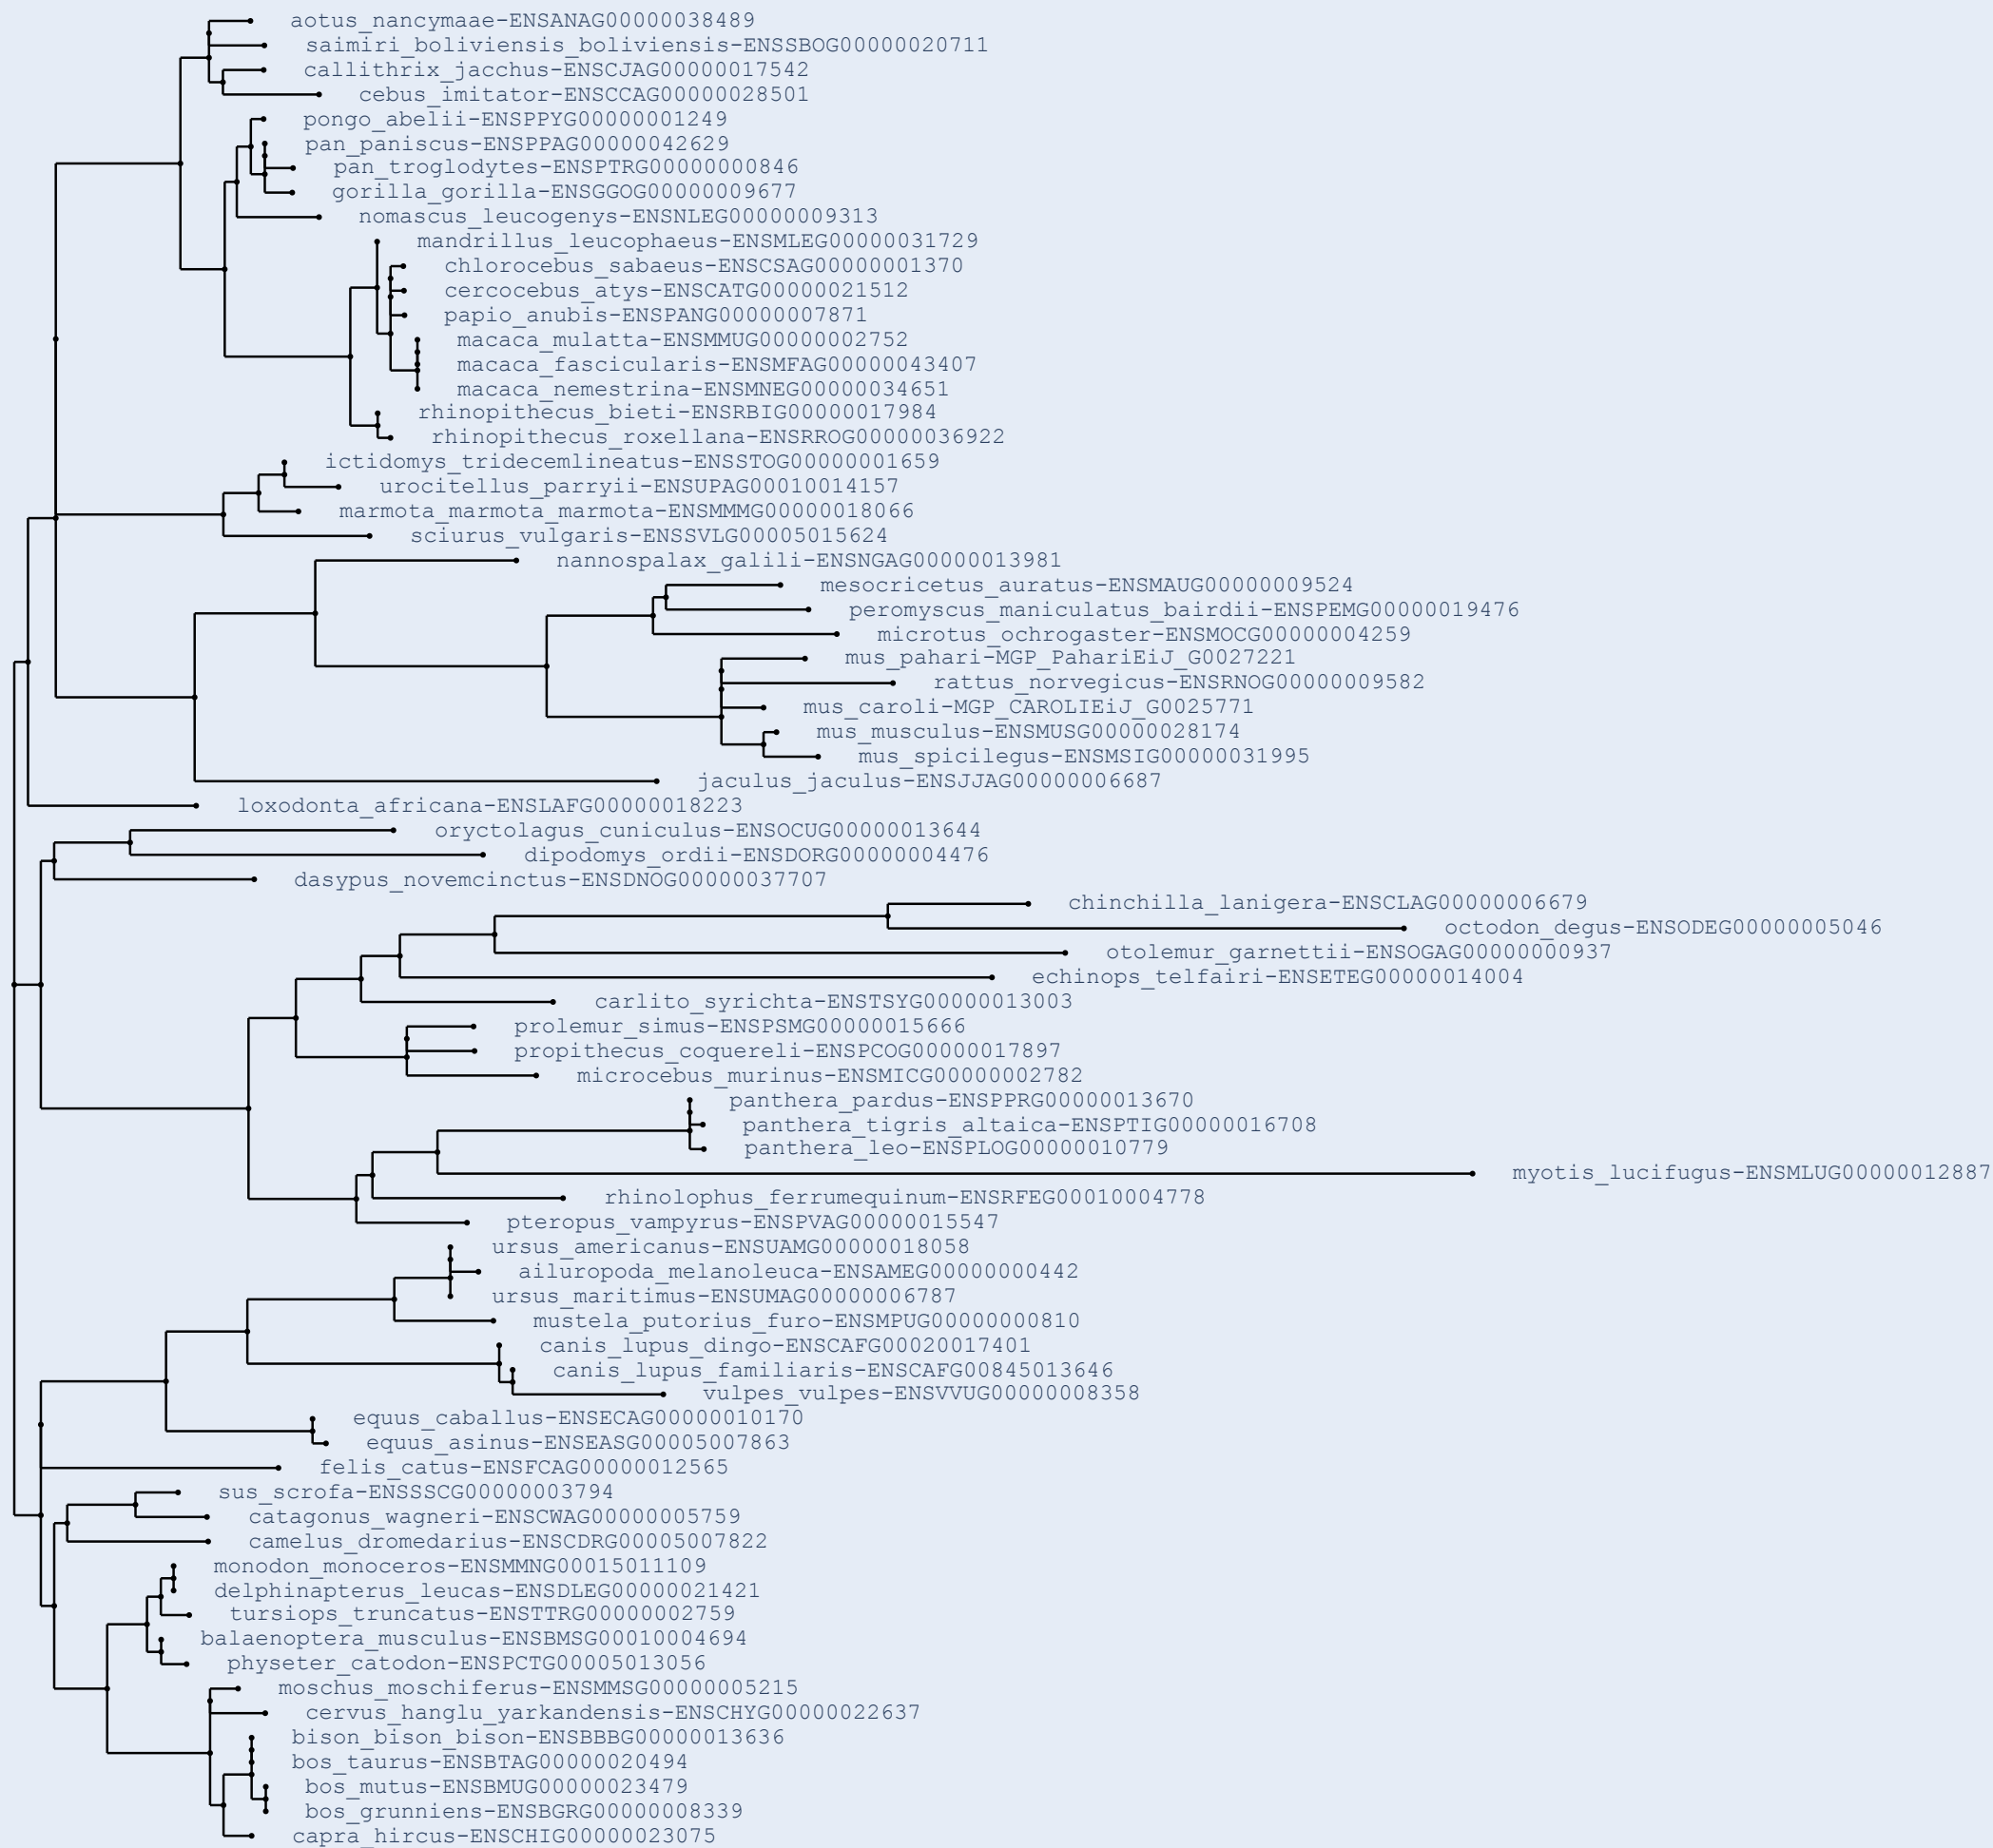 aotus_nancymaae-ENSANAG00000038489
saimiri_boliviensis_boliviensis-ENSSBOG00000020711
callithrix_jacchus-ENSCJAG00000017542
cebus_imitator-ENSCCAG00000028501
pongo_abelii-ENSPPYG00000001249
pan_paniscus-ENSPPAG00000042629
pan_troglodytes-ENSPTRG00000000846
gorilla_gorilla-ENSGGOG00000009677
nomascus_leucogenys-ENSNLEG00000009313
mandrillus_leucophaeus-ENSMLEG00000031729
chlorocebus_sabaeus-ENSCSAG00000001370
cercocebus_atys-ENSCATG00000021512
papio_anubis-ENSPANG00000007871
macaca_mulatta-ENSMMUG00000002752
macaca_fascicularis-ENSMFAG00000043407
macaca_nemestrina-ENSMNEG00000034651
rhinopithecus_bieti-ENSRBIG00000017984
rhinopithecus_roxellana-ENSRROG00000036922
ictidomys_tridecemlineatus-ENSSTOG00000001659
urocitellus_parryii-ENSUPAG00010014157
marmota_marmota_marmota-ENSMMMG00000018066
sciurus_vulgaris-ENSSVLG00005015624
nannospalax_galili-ENSNGAG00000013981
mesocricetus_auratus-ENSMAUG00000009524
peromyscus_maniculatus_bairdii-ENSPEMG00000019476
microtus_ochrogaster-ENSMOCG00000004259
mus_pahari-MGP_PahariEiJ_G0027221
rattus_norvegicus-ENSRNOG00000009582
mus_caroli-MGP_CAROLIEiJ_G0025771
mus_musculus-ENSMUSG00000028174
mus_spicilegus-ENSMSIG00000031995
jaculus_jaculus-ENSJJAG00000006687
loxodonta_africana-ENSLAFG00000018223
oryctolagus_cuniculus-ENSOCUG00000013644
dipodomys_ordii-ENSDORG00000004476
dasypus_novemcinctus-ENSDNOG00000037707
chinchilla_lanigera-ENSCLAG00000006679
octodon_degus-ENSODEG00000005046
otolemur_garnettii-ENSOGAG00000000937
echinops_telfairi-ENSETEG00000014004
carlito_syrichta-ENSTSYG00000013003
prolemur_simus-ENSPSMG00000015666
propithecus_coquereli-ENSPCOG00000017897
microcebus_murinus-ENSMICG00000002782
panthera_pardus-ENSPPRG00000013670
panthera_tigris_altaica-ENSPTIG00000016708
panthera_leo-ENSPLOG00000010779
myotis_lucifugus-ENSMLUG00000012887
rhinolophus_ferrumequinum-ENSRFEG00010004778
pteropus_vampyrus-ENSPVAG00000015547
ursus_americanus-ENSUAMG00000018058
ailuropoda_melanoleuca-ENSAMEG00000000442
ursus_maritimus-ENSUMAG00000006787
mustela_putorius_furo-ENSMPUG00000000810
canis_lupus_dingo-ENSCAFG00020017401
canis_lupus_familiaris-ENSCAFG00845013646
vulpes_vulpes-ENSVVUG00000008358
equus_caballus-ENSECAG00000010170
equus_asinus-ENSEASG00005007863
felis_catus-ENSFCAG00000012565
sus_scrofa-ENSSSCG00000003794
catagonus_wagneri-ENSCWAG00000005759
camelus_dromedarius-ENSCDRG00005007822
monodon_monoceros-ENSMMNG00015011109
delphinapterus_leucas-ENSDLEG00000021421
tursiops_truncatus-ENSTTRG00000002759
balaenoptera_musculus-ENSBMSG00010004694
physeter_catodon-ENSPCTG00005013056
moschus_moschiferus-ENSMMSG00000005215
cervus_hanglu_yarkandensis-ENSCHYG00000022637
bison_bison_bison-ENSBBBG00000013636
bos_taurus-ENSBTAG00000020494
bos_mutus-ENSBMUG00000023479
bos_grunniens-ENSBGRG00000008339
capra_hircus-ENSCHIG00000023075